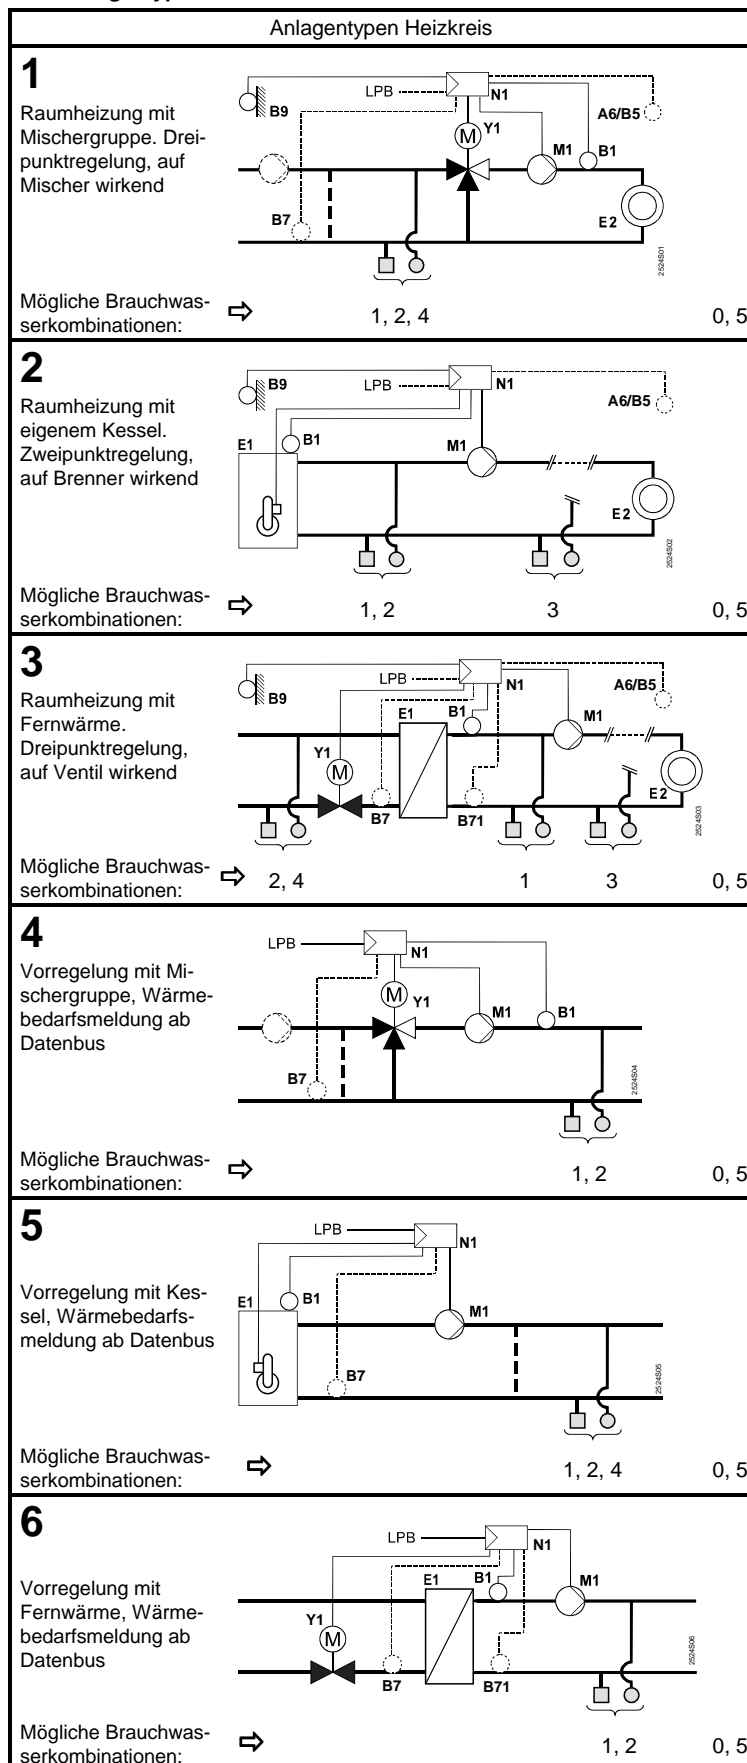 Anlagentypen Heizkreis
1
Raumheizung mit
Mischergruppe. Drei-
punktregelung, auf
Mischer wirkend
B9
LPB
N1
A6/B5
Y1
M
M1
B1
B7
E2
2524S01
Mögliche Brauchwas-
serkombinationen:
1, 2, 4
0, 5
2
Raumheizung mit
eigenem Kessel.
Zweipunktregelung,
auf Brenner wirkend
B9
LPB
N1
A6/B5
E1
B1
M1
E2
2524S02
Mögliche Brauchwas-
serkombinationen:
1, 2
3
0, 5
3
Raumheizung mit
Fernwärme.
Dreipunktregelung,
auf Ventil wirkend
B9
LPB
N1
A6/B5
E1
B1
M1
Y1
M
B7
B71
E2
2524S03
Mögliche Brauchwas-
serkombinationen:
2, 4
1
3
0, 5
4
Vorregelung mit Mi-
schergruppe, Wärme-
bedarfsmeldung ab
Datenbus
LPB
N1
M
Y1
M1
B1
B7
2524S04
Mögliche Brauchwas-
serkombinationen:
1, 2
0, 5
5
Vorregelung mit Kes-
sel, Wärmebedarfs-
meldung ab Datenbus
LPB
N1
E1
B1
M1
B7
2524S05
Mögliche Brauchwas-
serkombinationen:
1, 2, 4
0, 5
6
Vorregelung mit
Fernwärme, Wärme-
bedarfsmeldung ab
Datenbus
LPB
N1
E1
B1
M1
Y1
M
B7
B71
2524S06
Mögliche Brauchwas-
serkombinationen:
1, 2
0, 5